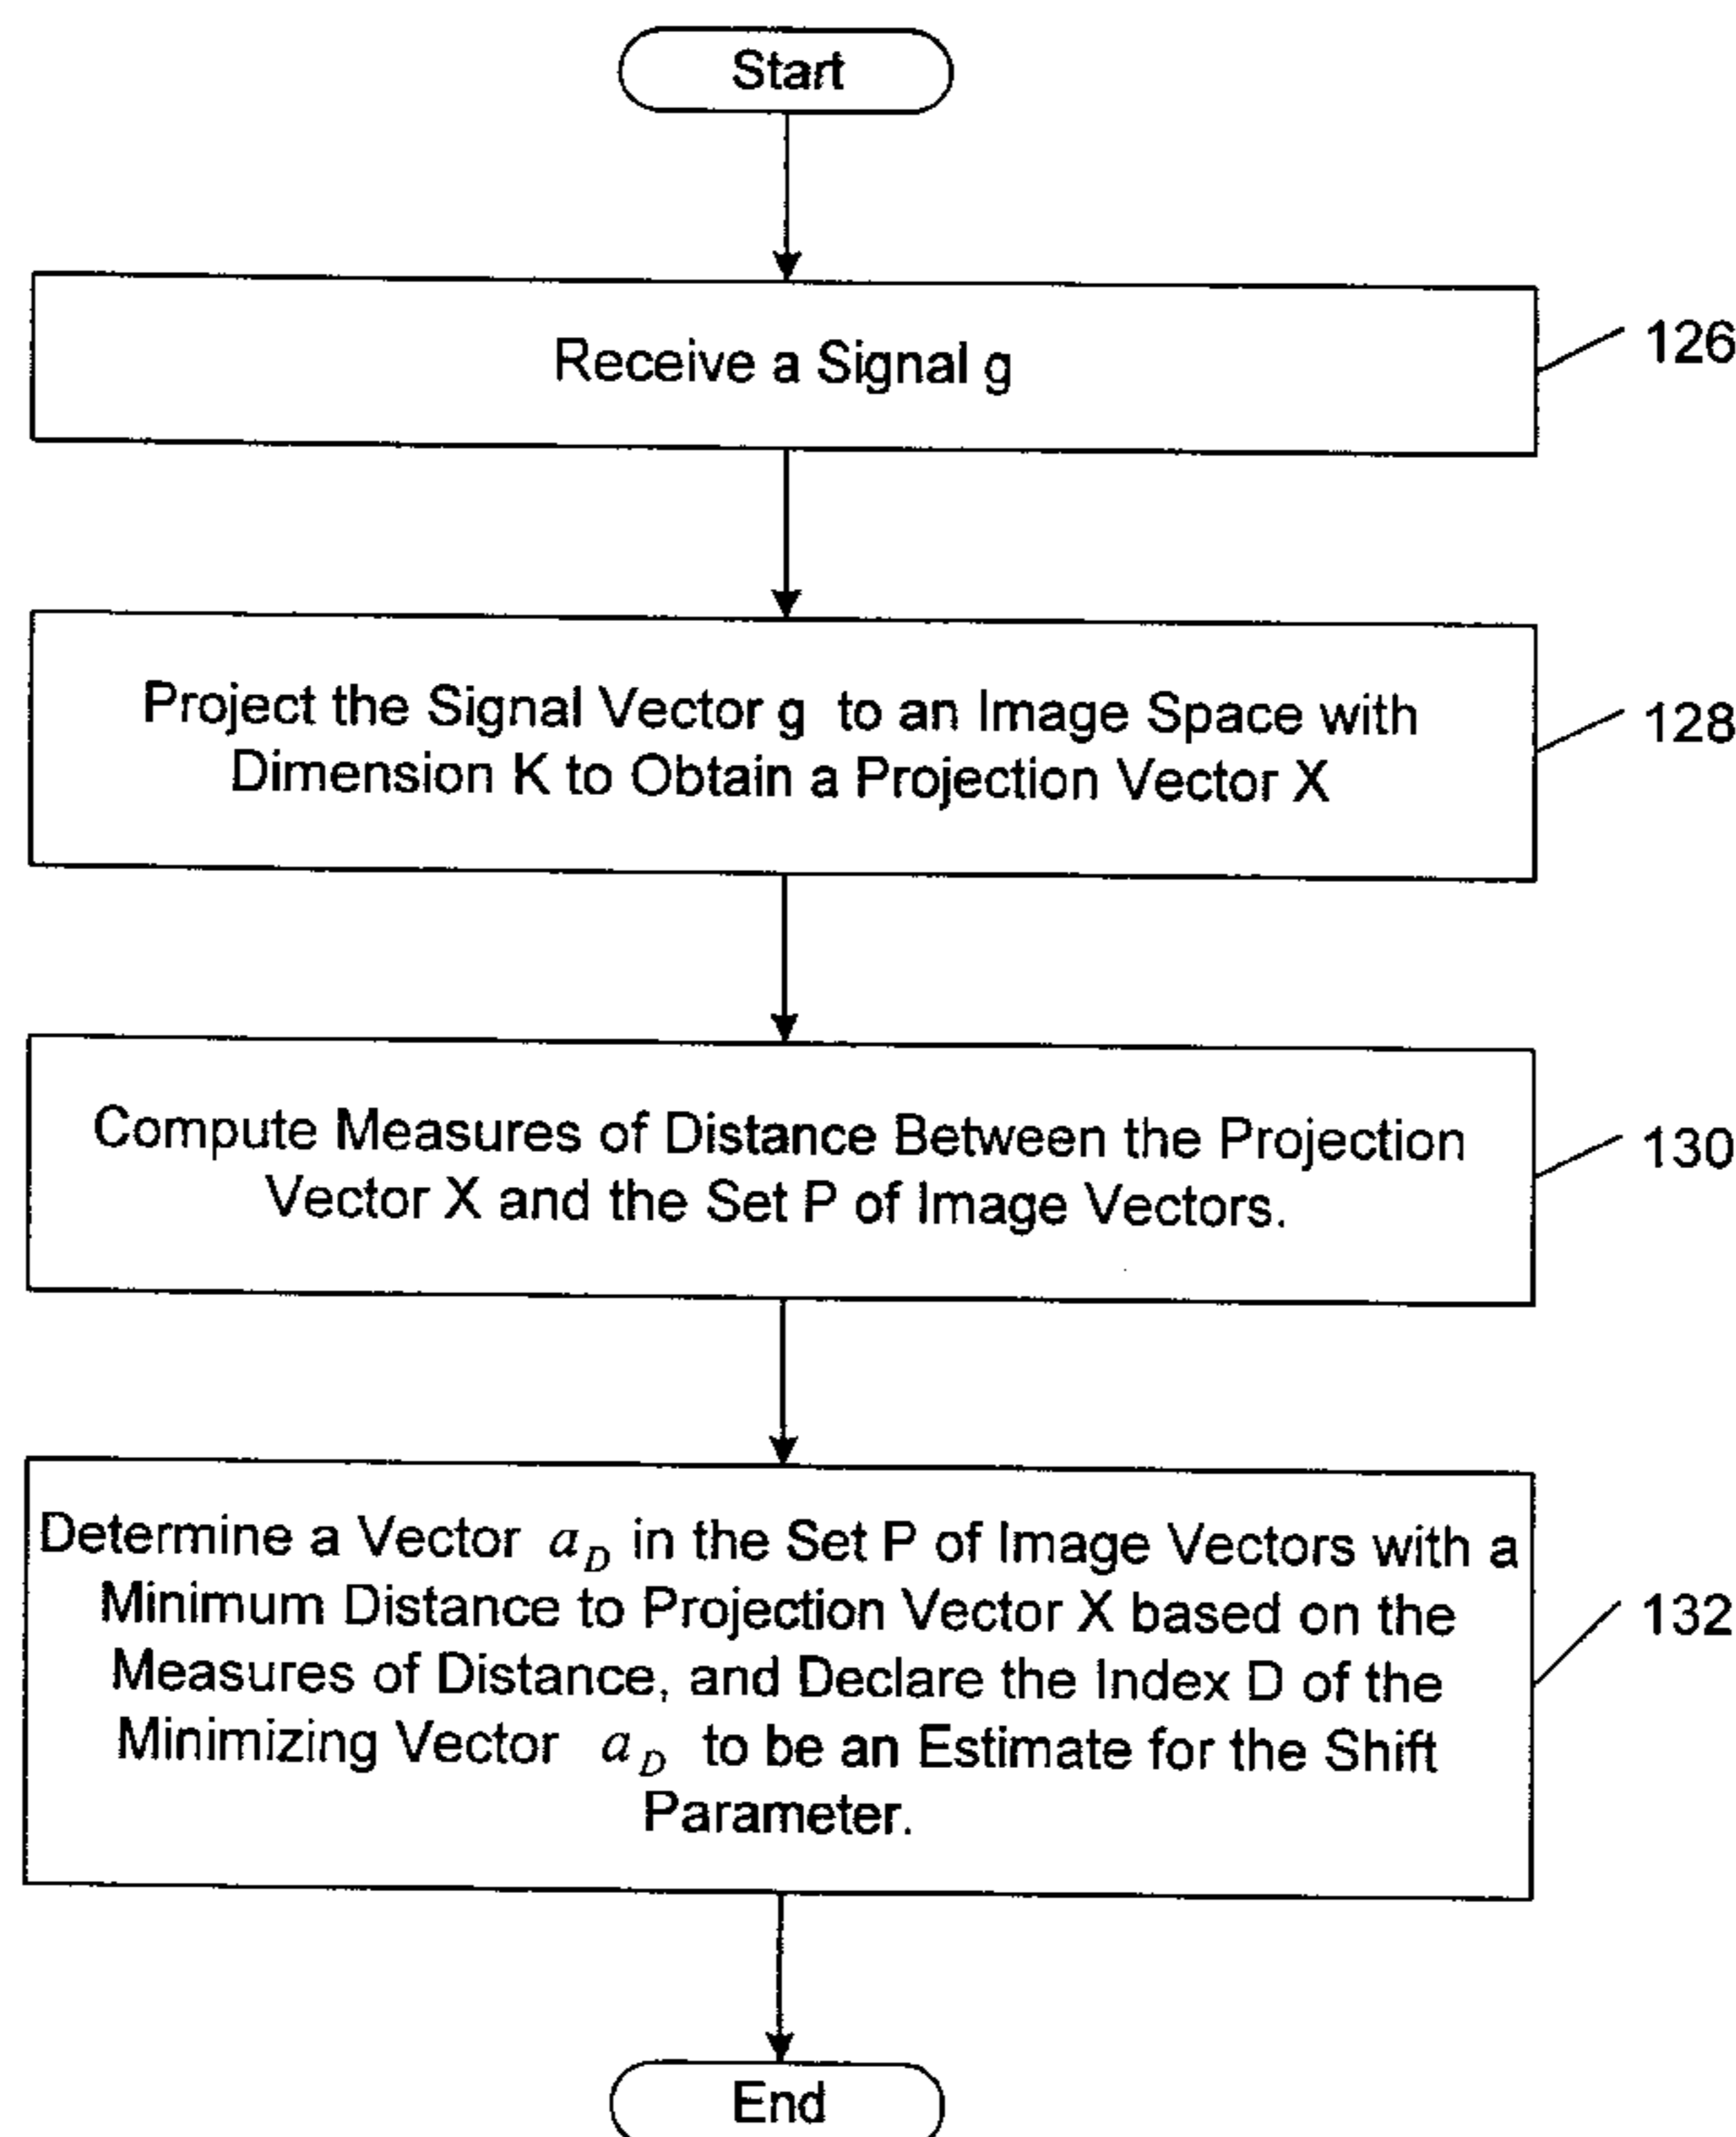 Start
Receive a Signal g
126
Project the Signal Vector g to an Image Space with
Dimension K to Obtain a Projection Vector X
128
Compute Measures of Distance Between the Projection
Vector X and the Set P of Image Vectors.
130
Determine a Vector a_D in the Set P of Image Vectors with a
Minimum Distance to Projection Vector X based on the
Measures of Distance, and Declare the Index D of the
Minimizing Vector a_D to be an Estimate for the Shift
Parameter.
132
End